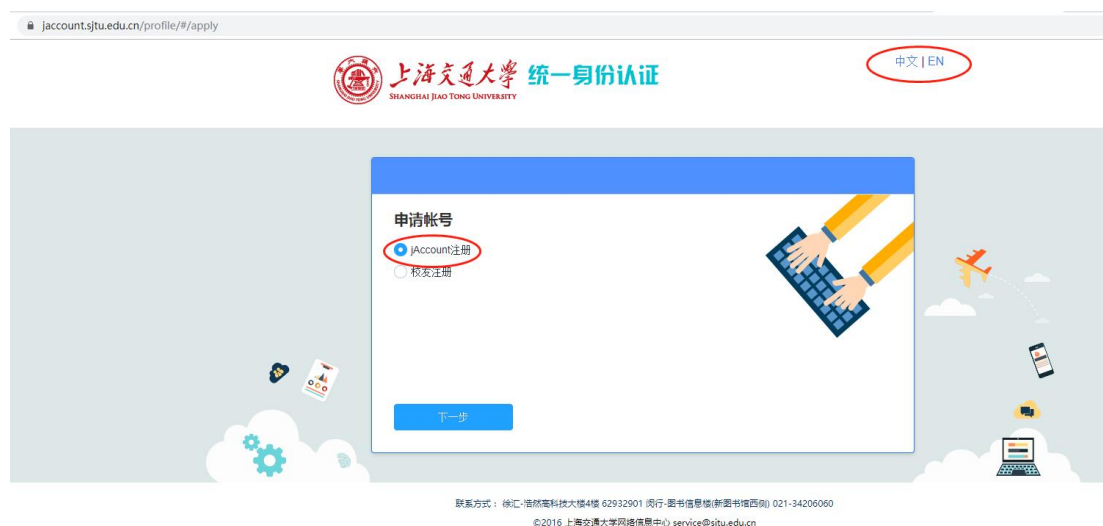 jaccount.sjtu.edu.cn/profile/#/apply
上海交通大学 统一身份认证
SHANGHAI JIAO TONG UNIVERSITY
中文 | EN
申请帐号
jAccount注册
校友注册
下一步
联系方式： 徐汇-浩然高科技大楼4楼 62932901 闵行-图书信息楼(新图书馆西侧) 021-34206060
©2016 上海交通大学网络信息中心 service@sjtu.edu.cn